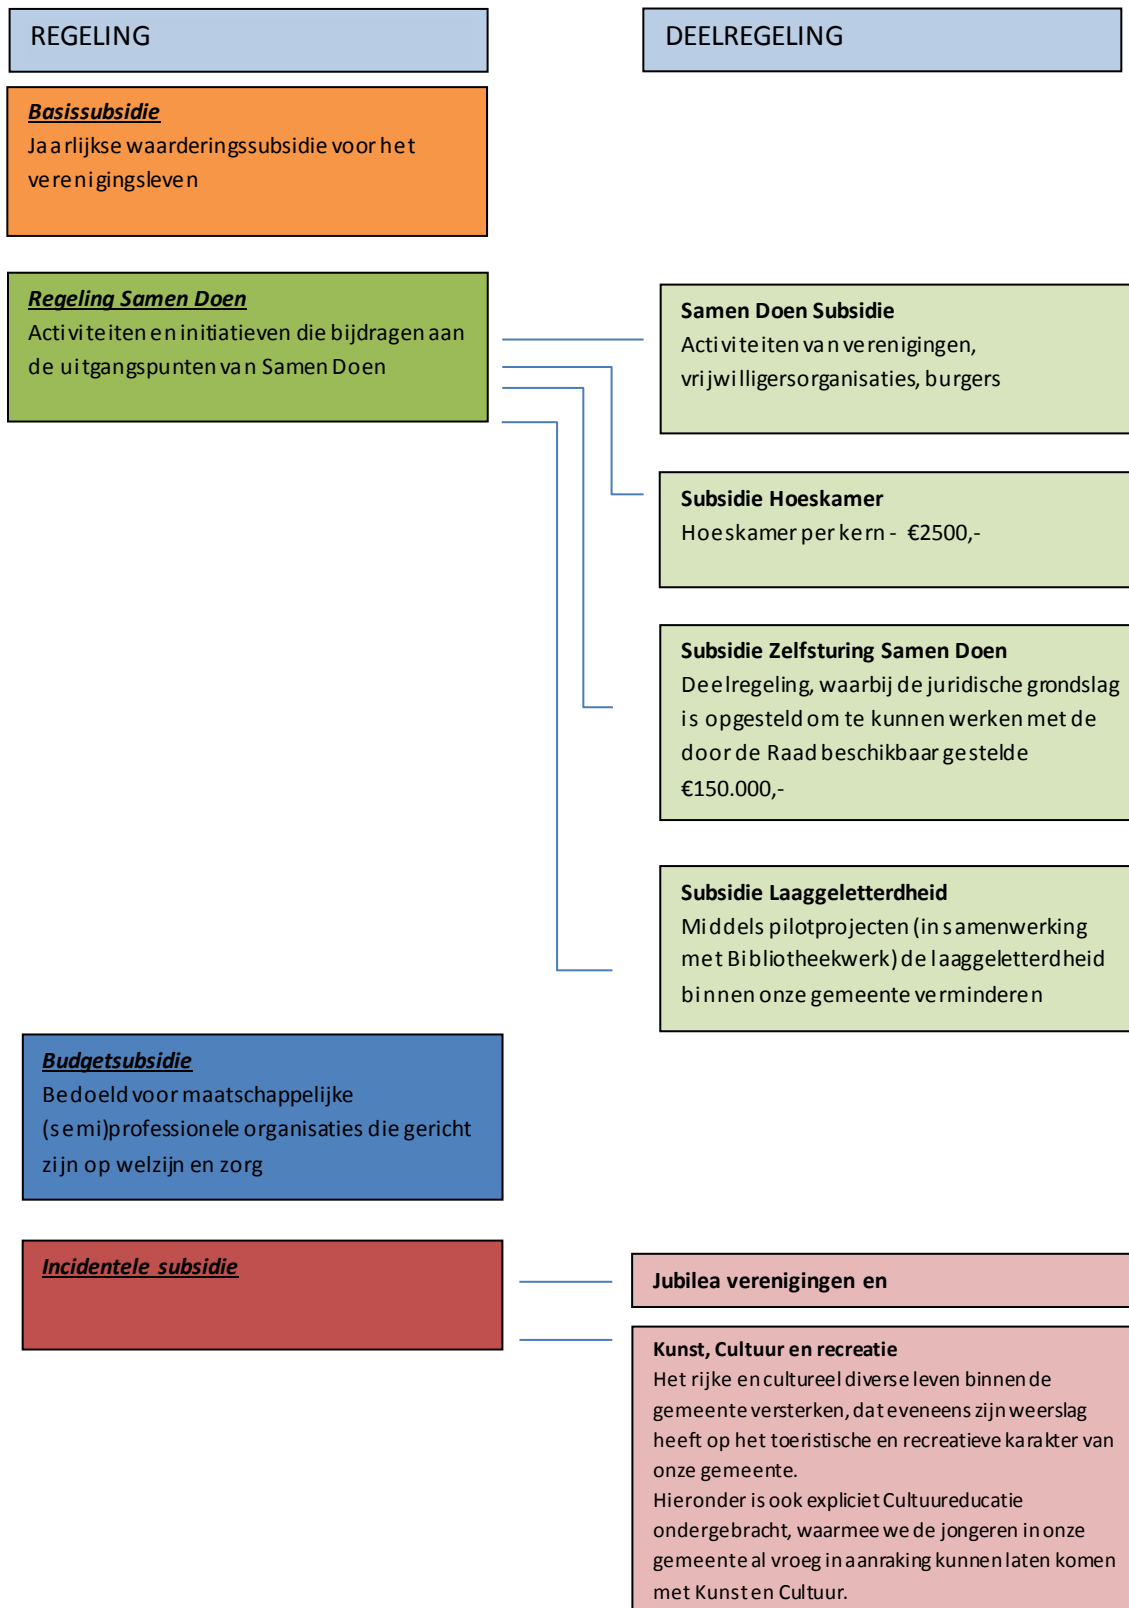 REGELING
DEELREGELING
Basissubsidie
Jaarlijkse waarderingssubsidie voor het
verenigingsleven
Regeling Samen Doen
Activiteiten en initiatieven die bijdragen aan
de uitgangspunten van Samen Doen
Samen Doen Subsidie
Activiteiten van verenigingen,
vrijwilligersorganisaties, burgers
Subsidie Hoeskamer
Hoeskamer per kern - €2500,-
Subsidie Zelfsturing Samen Doen
Deelregeling, waarbij de juridische grondslag
is opgesteld om te kunnen werken met de
door de Raad beschikbaar gestelde
€150.000,-
Subsidie Laaggeletterdheid
Middels pilotprojecten (in samenwerking
met Bibliotheekwerk) de laaggeletterdheid
binnen onze gemeente verminderen
Budgetsubsidie
Bedoeld voor maatschappelijke
(semi)professionele organisaties die gericht
zijn op welzijn en zorg
Incidentele subsidie
Jubilea verenigingen en
Kunst, Cultuur en recreatie
Het rijke en cultureel diverse leven binnen de
gemeente versterken, dat eveneens zijn weerslag
heeft op het toeristische en recreatieve karakter van
onze gemeente.
Hieronder is ook expliciet Cultuureducatie
ondergebracht, waarmee we de jongeren in onze
gemeente al vroeg in aanraking kunnen laten komen
met Kunst en Cultuur.